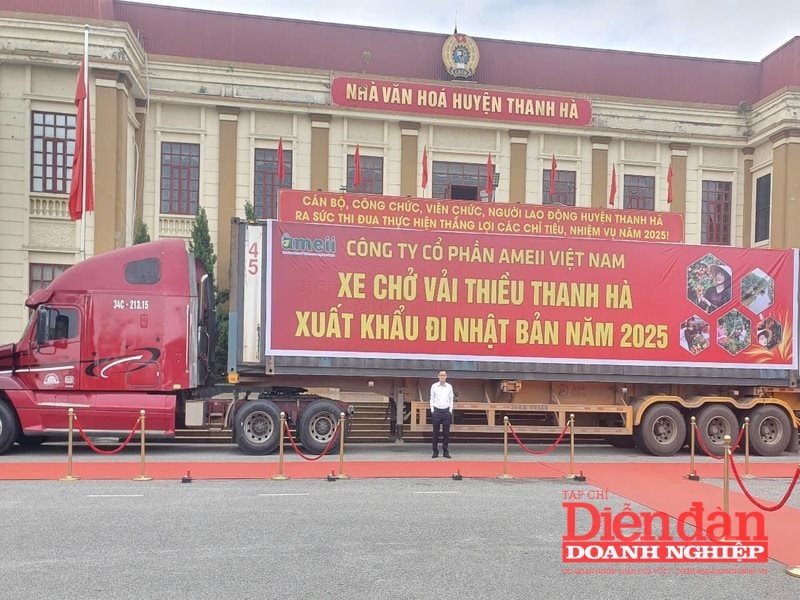 NHÀ VĂN HOÁ HUYỆN THANH HÀ
CÁN BỘ, CÔNG CHỨC, VIÊN CHỨC, NGƯỜI LAO ĐỘNG HUYỆN THANH HÀ
RA SỨC THI ĐUA THỰC HIỆN THẮNG LỢI CÁC CHỈ TIÊU, NHIỆM VỤ NĂM 2025!
ameii
CÔNG TY CỔ PHẦN AMEII VIỆT NAM
XE CHỞ VẢI THIỀU THANH HÀ
XUẤT KHẨU ĐI NHẬT BẢN NĂM 2025
45
34C - 213.15
TẠP CHÍ
Diễn đàn
DOANH NGHIỆP